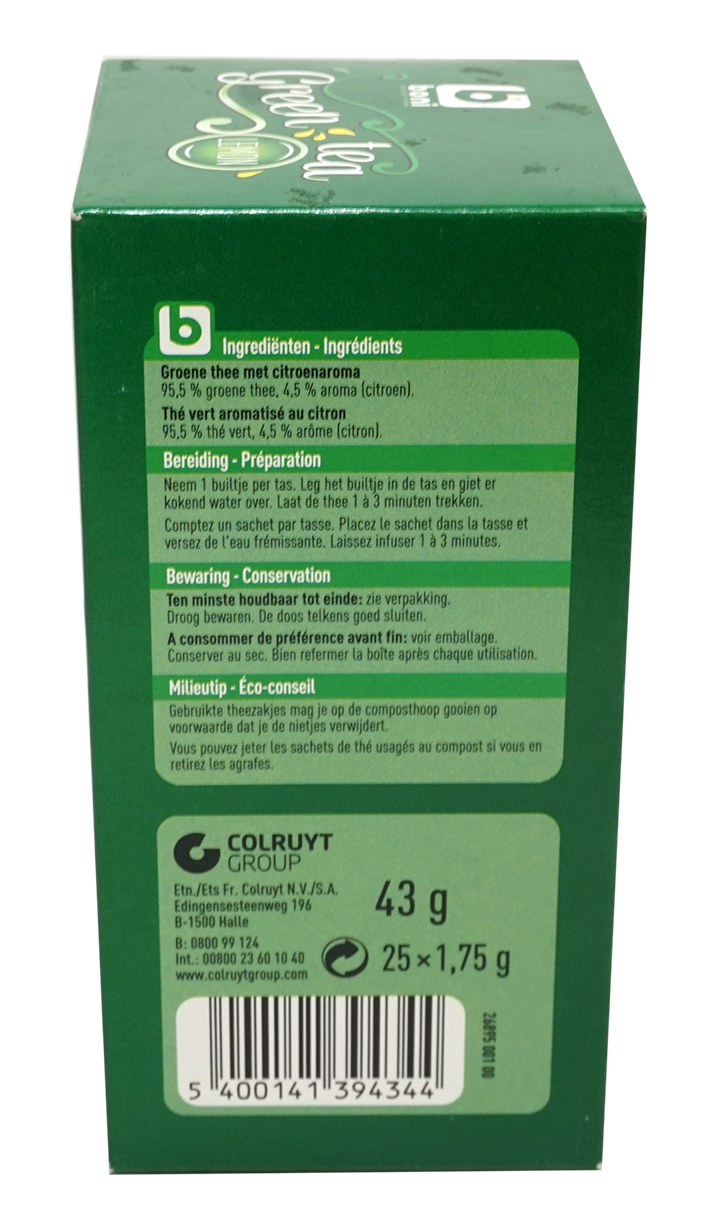 boni
Green tea
LEMON
Ingrediënten - Ingrédients
Groene thee met citroenaroma
95,5 % groene thee, 4,5 % aroma (citroen).
Thé vert aromatisé au citron
95,5 % thé vert, 4,5 % arôme (citron).
Bereiding - Préparation
Neem 1 builtje per tas. Leg het builtje in de tas en giet er
kokend water over. Laat de thee 1 à 3 minuten trekken.
Comptez un sachet par tasse. Placez le sachet dans la tasse et
versez de l'eau frémissante. Laissez infuser 1 à 3 minutes.
Bewaring - Conservation
Ten minste houdbaar tot einde: zie verpakking.
Droog bewaren. De doos telkens goed sluiten.
A consommer de préférence avant fin: voir emballage.
Conserver au sec. Bien refermer la boîte après chaque utilisation.
Milieutip - Éco-conseil
Gebruikte theezakjes mag je op de composthoop gooien op
voorwaarde dat je de nietjes verwijdert.
Vous pouvez jeter les sachets de thé usagés au compost si vous en
retirez les agrafes.
COLRUYT
GROUP
Etn./Ets Fr. Colruyt N.V./S.A.
Edingensesteenweg 196
B-1500 Halle
B: 0800 99 124
Int.: 00800 23 60 10 40
www.colruytgroup.com
43 g
25 × 1,75 g
5 400141 394344
26895 001 00